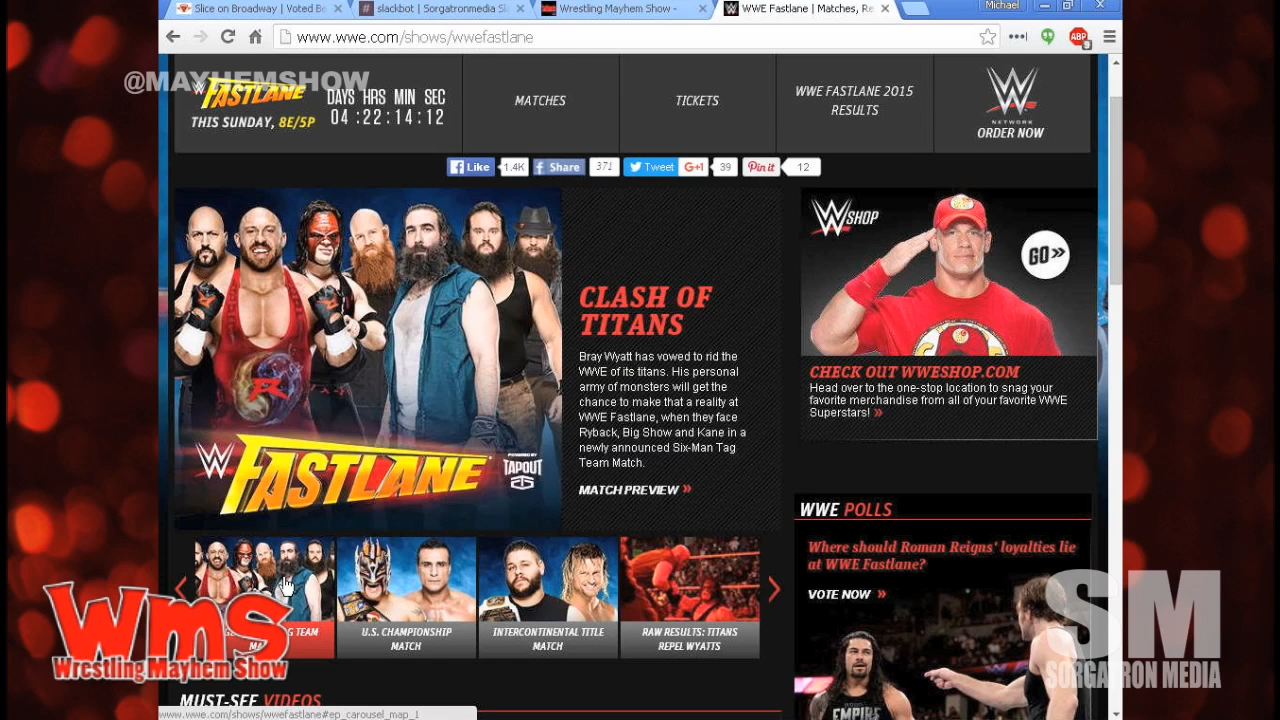 Slice on Broadway | Voted Be
slackbot | Sorgatronmedia Sl
Wrestling Mayhem Show -
WWE Fastlane | Matches, Re
Michael
www.wwe.com/shows/wwefastlane
ABP
9
@MAYHEMSHOW
FASTLANE
THIS SUNDAY, 8E/5P
DAYS HRS MIN SEC
04 :22:14:12
MATCHES
TICKETS
WWE FASTLANE 2015
RESULTS
NETWORK
ORDER NOW
Like 1.4K Share 371 Tweet G+1 39 Pin it 12
CLASH OF
TITANS
Bray Wyatt has vowed to rid the
WWE of its titans. His personal
army of monsters will get the
chance to make that a reality at
WWE Fastlane, when they face
Ryback, Big Show and Kane in a
newly announced Six-Man Tag
Team Match.
MATCH PREVIEW »
W FASTLANE
POWERED BY
TAPOUT
W SHOP
GO»
CHECK OUT WWESHOP.COM
Head over to the one-stop location to snag your
favorite merchandise from all of your favorite WWE
Superstars! »
WWE POLLS
Where should Roman Reigns' loyalties lie
at WWE Fastlane?
VOTE NOW »
EMPIRE
TEAM
U.S. CHAMPIONSHIP
MATCH
INTERCONTINENTAL TITLE
MATCH
RAW RESULTS: TITANS
REPEL WYATTS
MUST-SEE VIDEOS
www.wwe.com/shows/wwefastlane#ep_carousel_map_1
wms
Wrestling Mayhem Show
SM
SORGATRON MEDIA